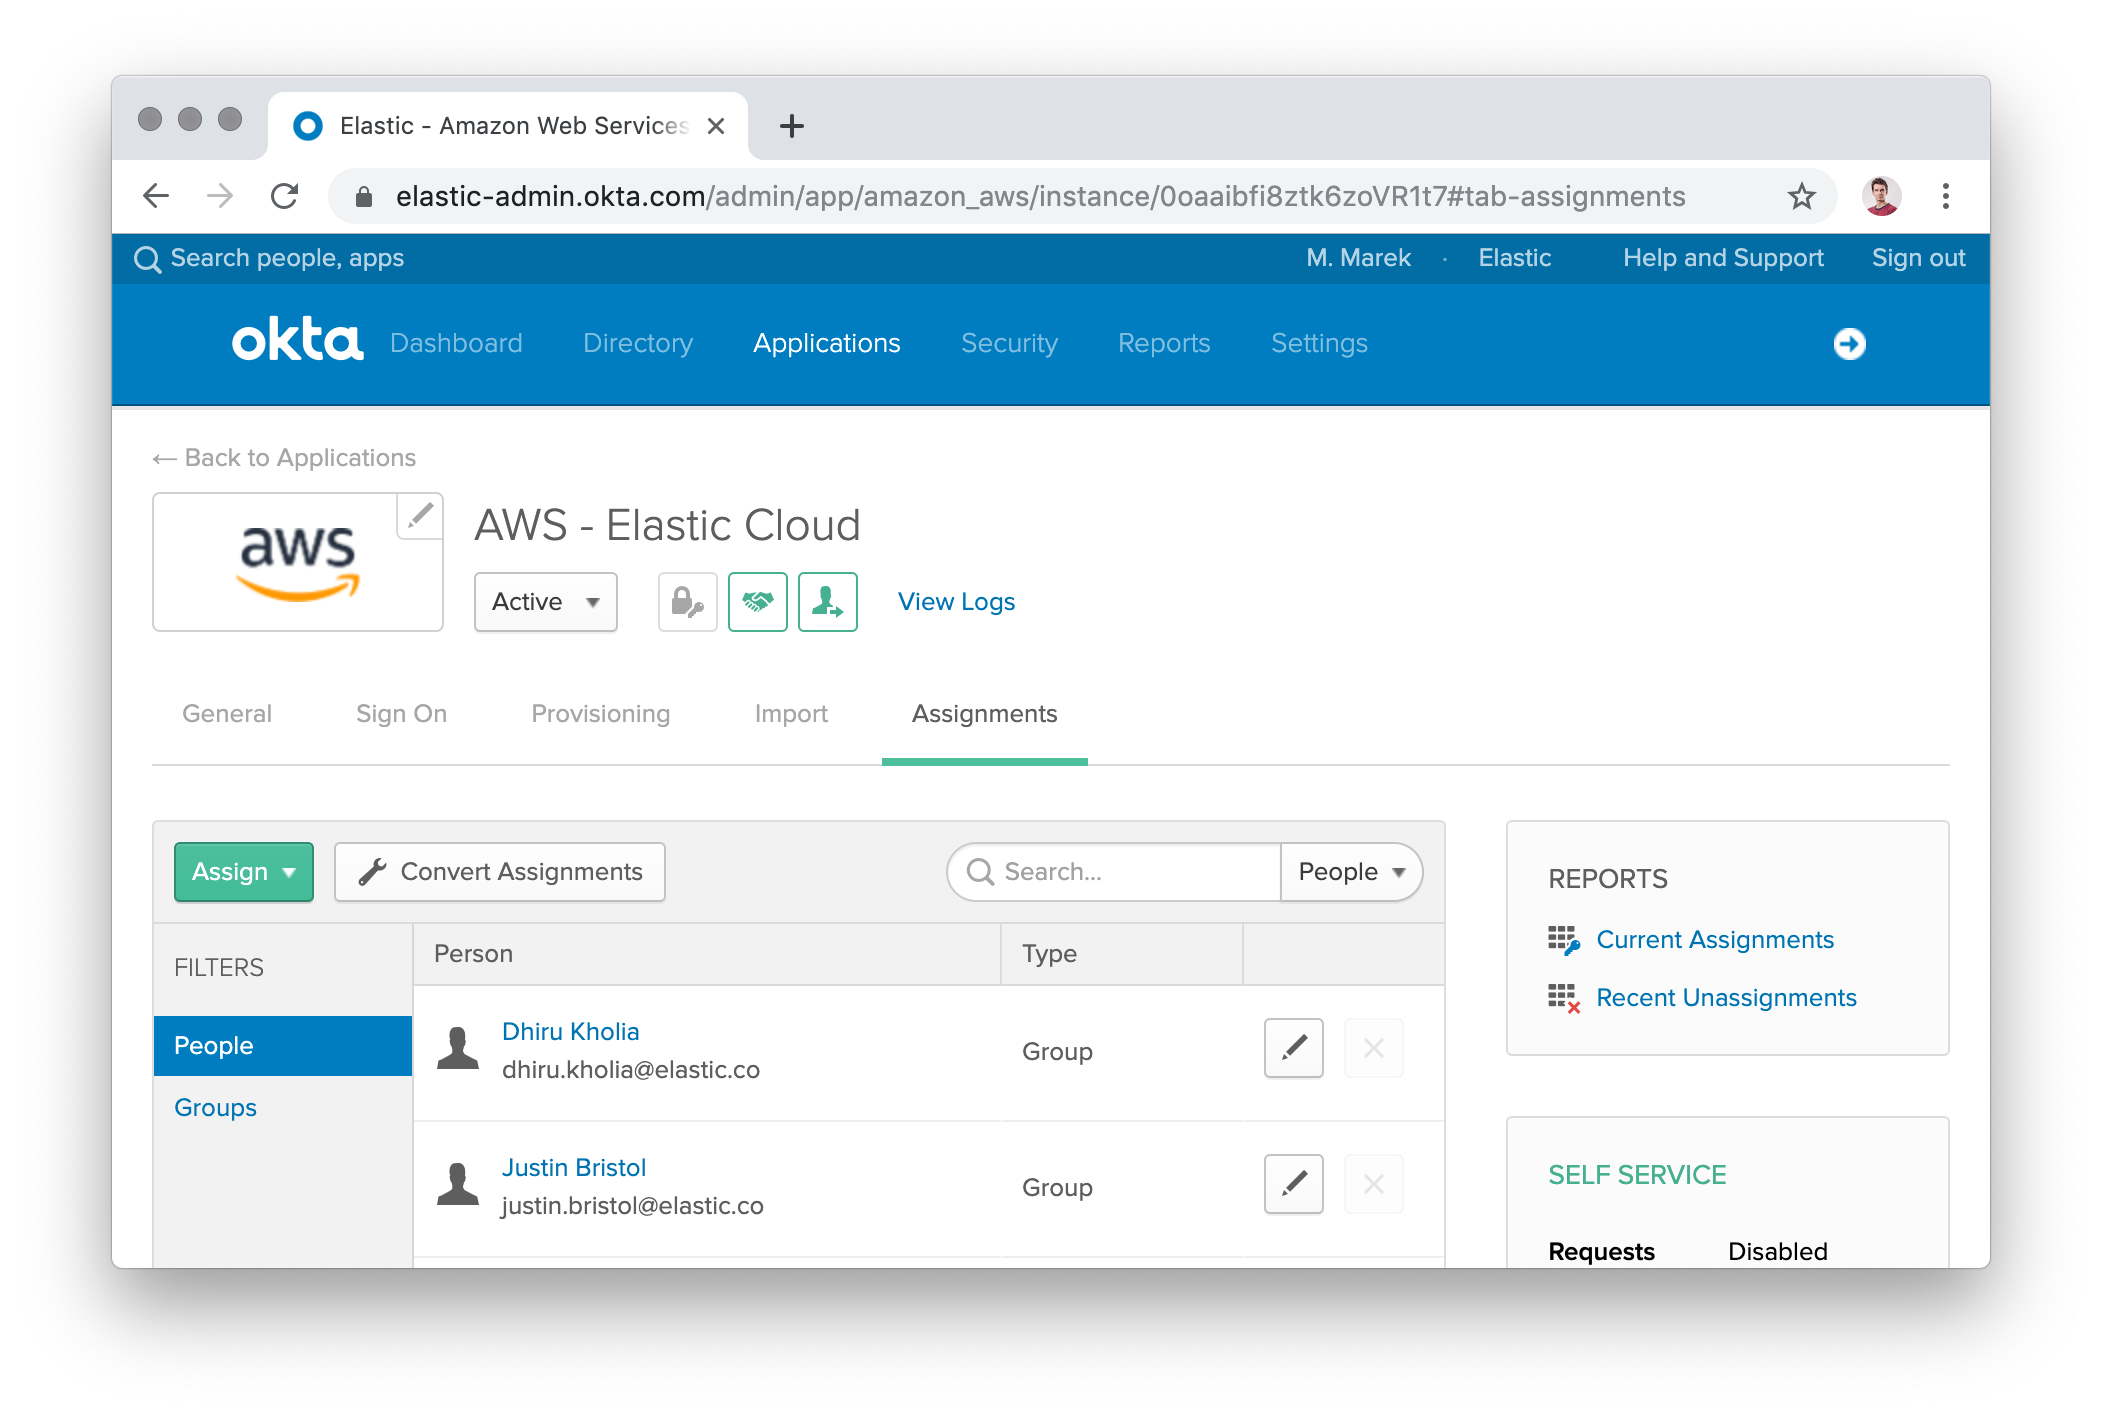 Elastic - Amazon Web Services
elastic-admin.okta.com/admin/app/amazon_aws/instance/0oaaibfi8ztk6zoVR1t7#tab-assignments
Search people, apps
M. Marek · Elastic Help and Support Sign out
okta Dashboard Directory Applications Security Reports Settings
← Back to Applications
aws
AWS - Elastic Cloud
Active View Logs
General Sign On Provisioning Import Assignments
Assign Convert Assignments Search... People
FILTERS
People
Groups
Person Type
Dhiru Kholia
dhiru.kholia@elastic.co
Group
Justin Bristol
justin.bristol@elastic.co
Group
REPORTS
Current Assignments
Recent Unassignments
SELF SERVICE
Requests Disabled